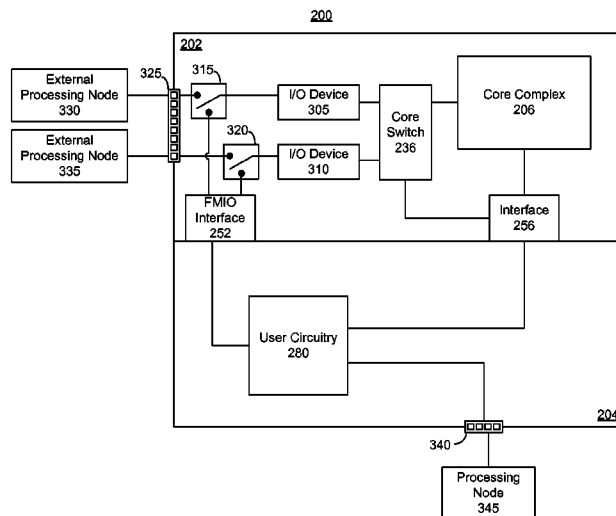 200
202
External
Processing Node
330
325
315
I/O Device
305
Core
Switch
236
Core Complex
206
External
Processing Node
335
320
I/O Device
310
FMIO
Interface
252
Interface
256
User Circuitry
280
204
340
Processing
Node
345